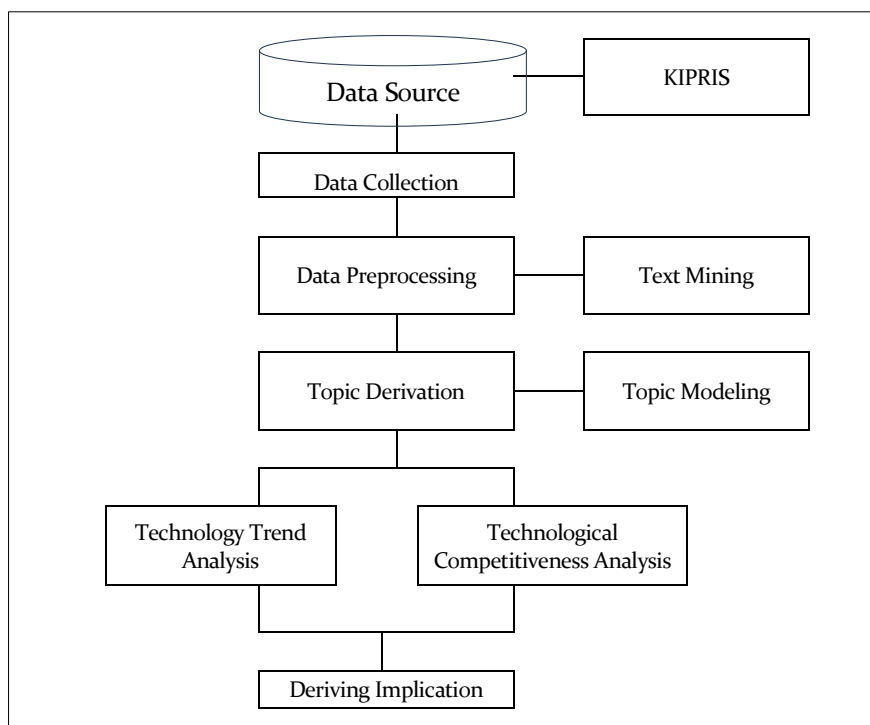 Data Source
KIPRIS
Data Collection
Data Preprocessing
Text Mining
Topic Derivation
Topic Modeling
Technology Trend
Analysis
Technological
Competitiveness Analysis
Deriving Implication